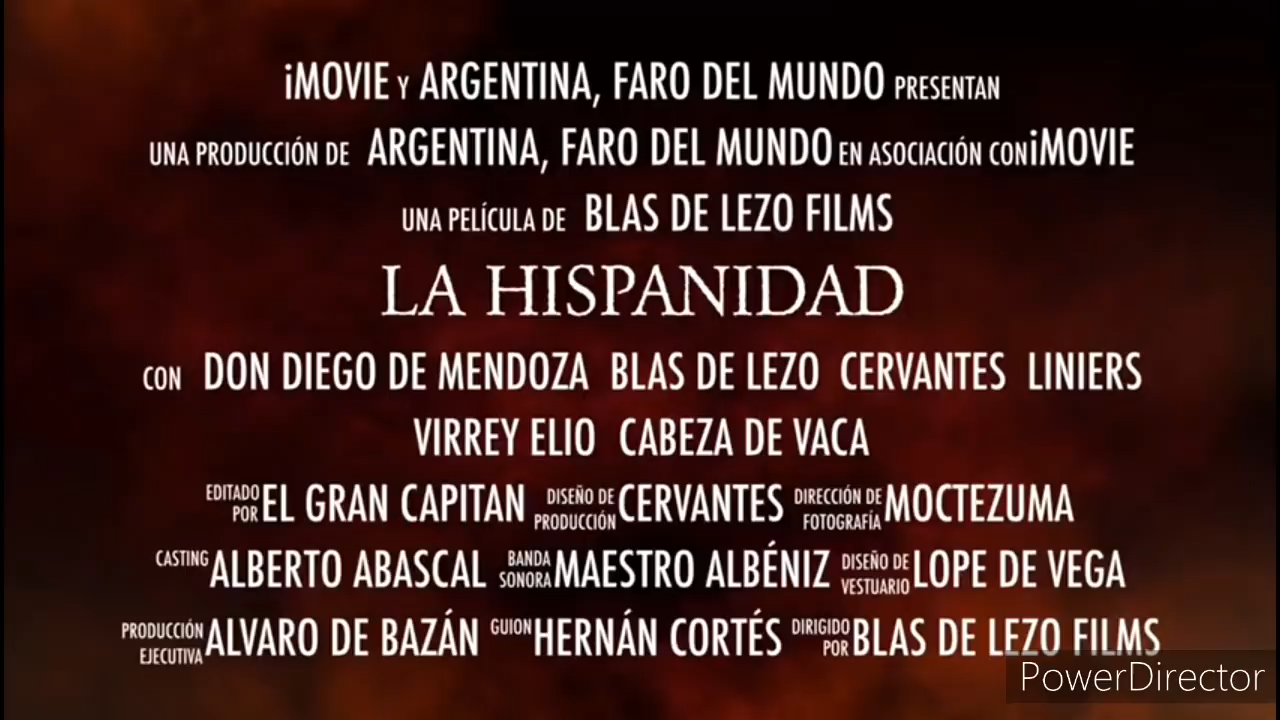 iMOVIE Y ARGENTINA, FARO DEL MUNDO PRESENTAN
UNA PRODUCCIÓN DE ARGENTINA, FARO DEL MUNDO EN ASOCIACIÓN CON iMOVIE
UNA PELÍCULA DE BLAS DE LEZO FILMS
LA HISPANIDAD
CON DON DIEGO DE MENDOZA BLAS DE LEZO CERVANTES LINIERS
VIRREY ELIO CABEZA DE VACA
EDITADO POR EL GRAN CAPITAN DISEÑO DE PRODUCCIÓN CERVANTES DIRECCIÓN DE FOTOGRAFÍA MOCTEZUMA
CASTING ALBERTO ABASCAL BANDA SONORA MAESTRO ALBÉNIZ DISEÑO DE VESTUARIO LOPE DE VEGA
PRODUCCIÓN EJECUTIVA ALVARO DE BAZÁN GUION HERNÁN CORTÉS DIRIGIDO POR BLAS DE LEZO FILMS
PowerDirector